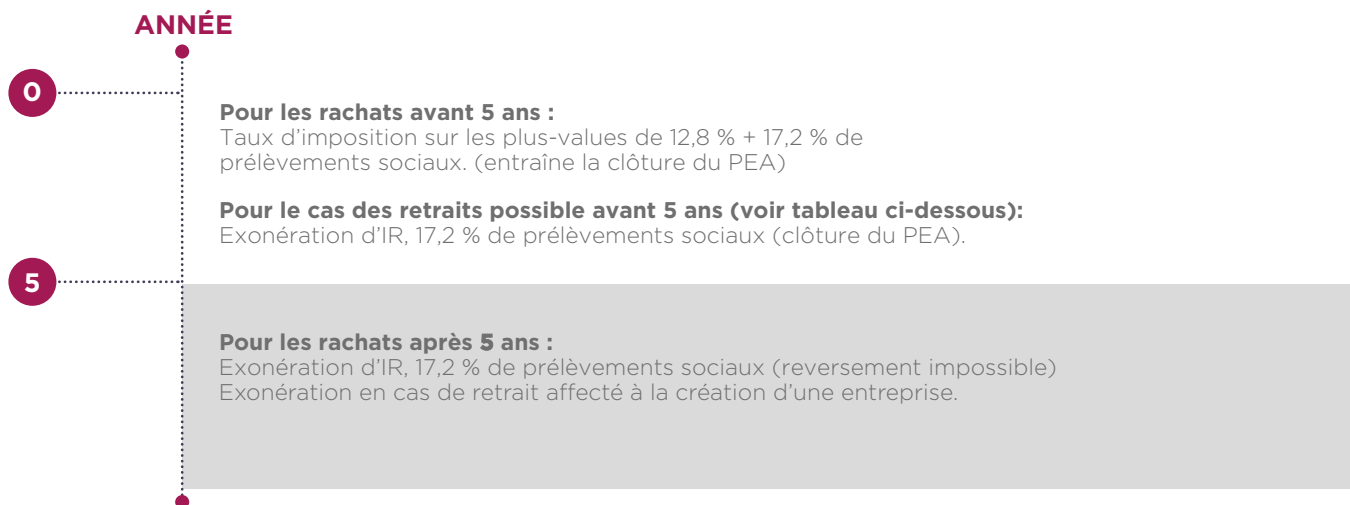 ANNÉE
0
Pour les rachats avant 5 ans :
Taux d’imposition sur les plus-values de 12,8 % + 17,2 % de
prélèvements sociaux. (entraîne la clôture du PEA)
Pour le cas des retraits possible avant 5 ans (voir tableau ci-dessous):
Exonération d’IR, 17,2 % de prélèvements sociaux (clôture du PEA).
5
Pour les rachats après 5 ans :
Exonération d’IR, 17,2 % de prélèvements sociaux (reversement impossible)
Exonération en cas de retrait affecté à la création d’une entreprise.